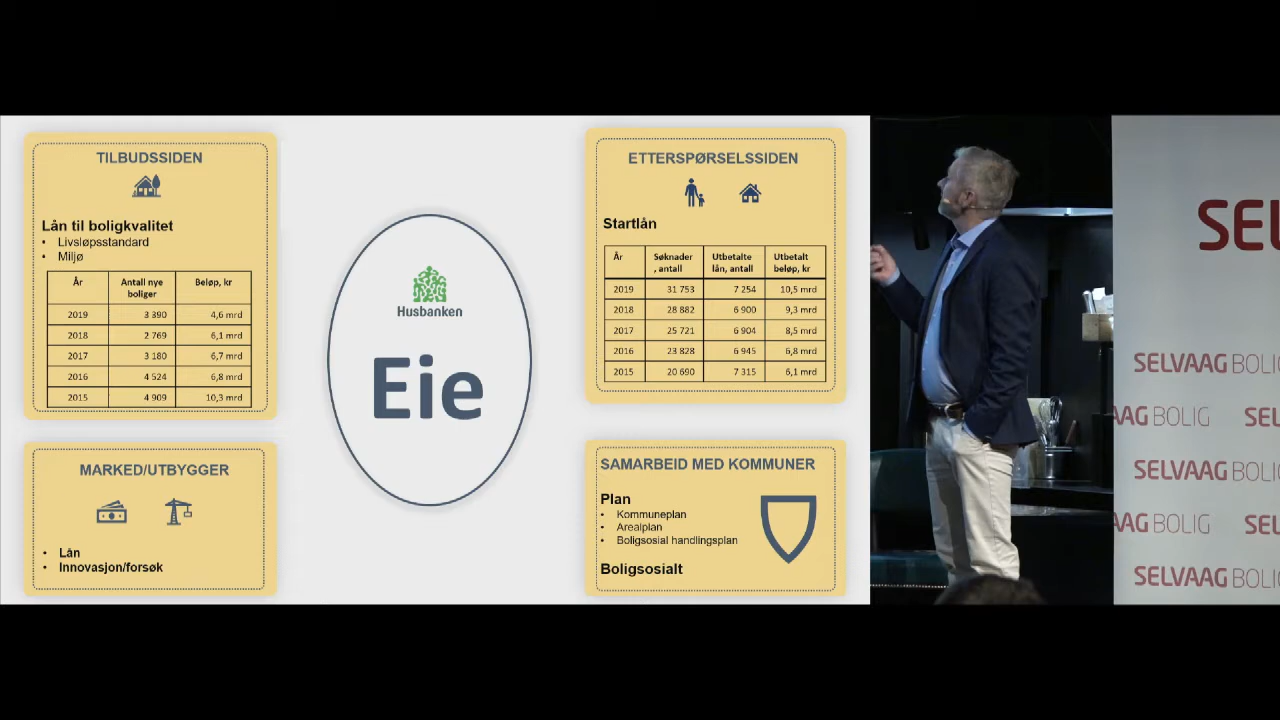 TILBUDSSIDEN
Lån til boligkvalitet
• Livsløpsstandard
• Miljø
År Antall nye boliger Beløp, kr
2019 3 390 4,6 mrd
2018 2 769 6,1 mrd
2017 3 180 6,7 mrd
2016 4 524 6,8 mrd
2015 4 909 10,3 mrd
MARKED/UTBYGGER
• Lån
• Innovasjon/forsøk
Husbanken
Eie
ETTERSPØRSELSSIDEN
Startlån
År Søknader , antall Utbetalte lån, antall Utbetalt beløp, kr
2019 31 753 7 254 10,5 mrd
2018 28 882 6 900 9,3 mrd
2017 25 721 6 904 8,5 mrd
2016 23 828 6 945 6,8 mrd
2015 20 690 7 315 6,1 mrd
SAMARBEID MED KOMMUNER
Plan
• Kommuneplan
• Arealplan
• Boligsosial handlingsplan
Boligsosialt
SEL
SELVAAG BOLIG
AAG BOLIG SEL
SELVAAG BOLIG
AAG BOLIG SEL
SELVAAG BOLIG